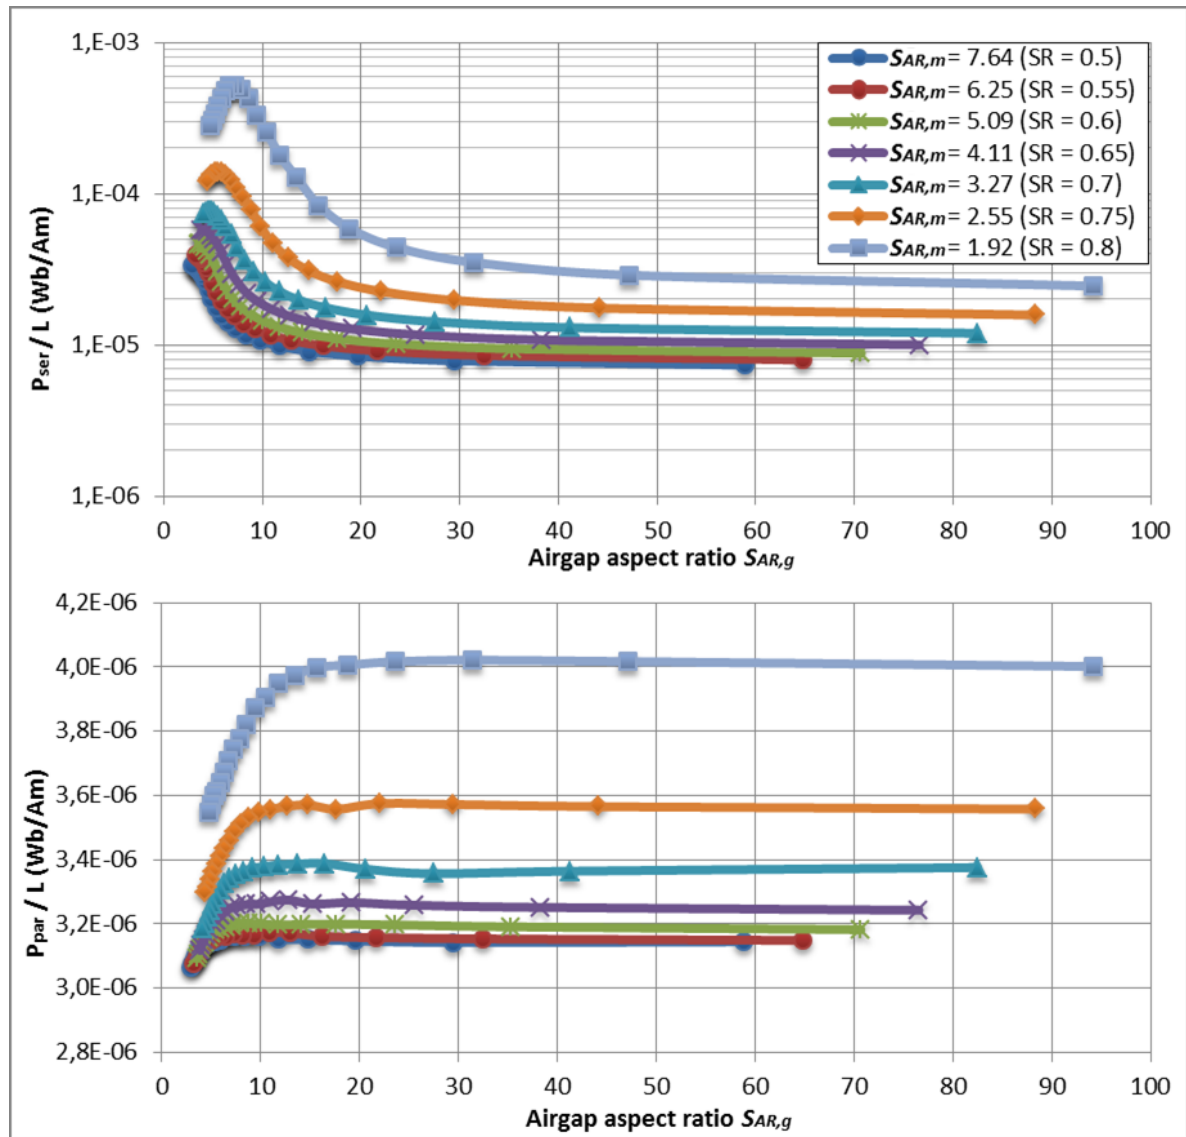 1,E-03
1,E-04
1,E-05
1,E-06
Pser / L (Wb/Am)
SAR,m = 7.64 (SR = 0.5)
SAR,m = 6.25 (SR = 0.55)
SAR,m = 5.09 (SR = 0.6)
SAR,m = 4.11 (SR = 0.65)
SAR,m = 3.27 (SR = 0.7)
SAR,m = 2.55 (SR = 0.75)
SAR,m = 1.92 (SR = 0.8)
0 10 20 30 40 50 60 70 80 90 100
Airgap aspect ratio SAR,g
4,2E-06
4,0E-06
3,8E-06
3,6E-06
3,4E-06
3,2E-06
3,0E-06
2,8E-06
Ppar / L (Wb/Am)
0 10 20 30 40 50 60 70 80 90 100
Airgap aspect ratio SAR,g